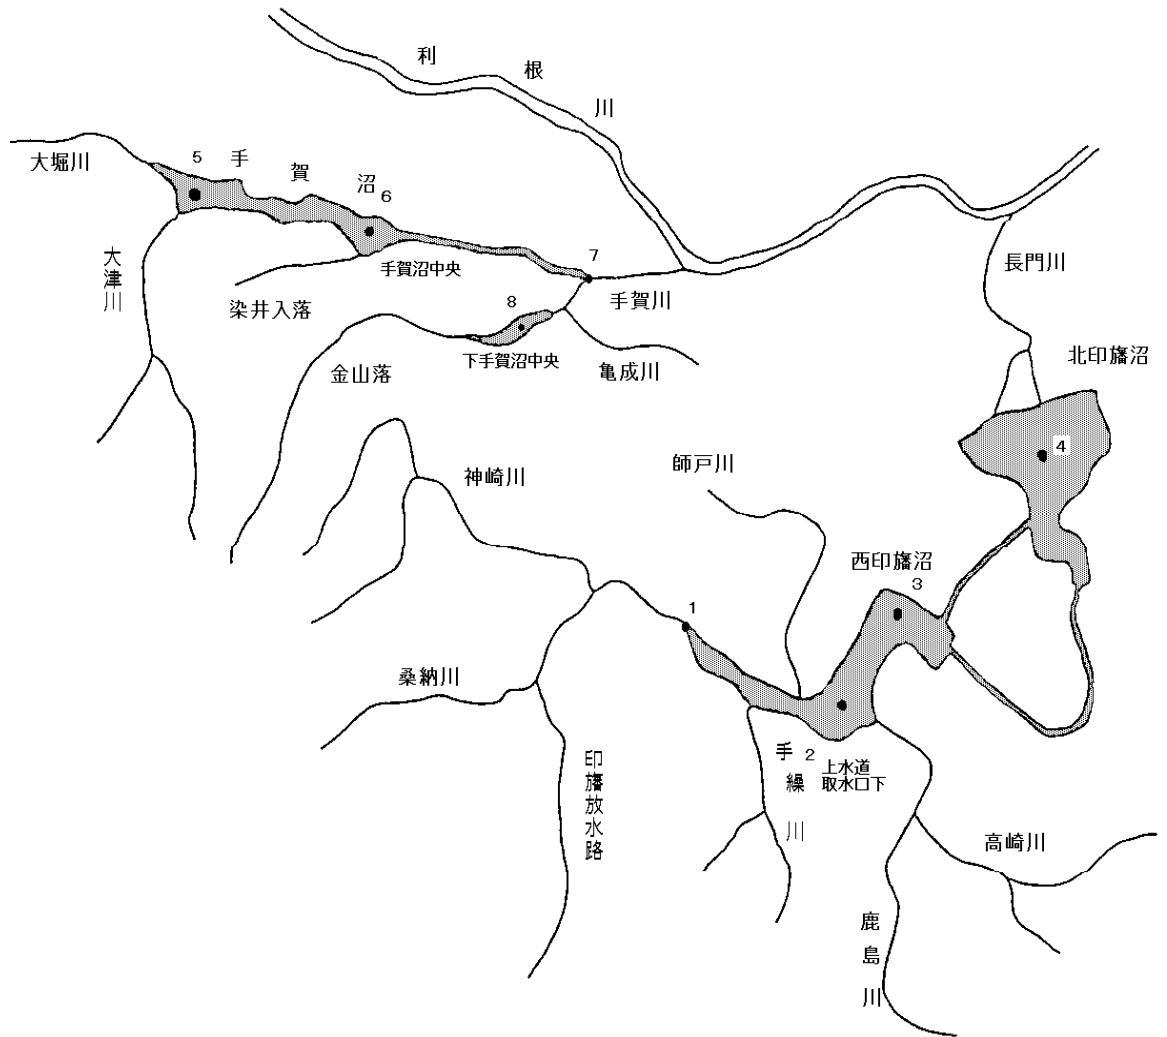 利根川
大堀川
5
手賀沼
6
大津川
手賀沼中央
7
手賀川
長門川
染井入落
8
下手賀沼中央
金山落
亀成川
北印旛沼
4
神崎川
師戸川
西印旛沼
3
1
桑納川
手繰川
2
上水道
取水口下
印旛放水路
高崎川
鹿島川